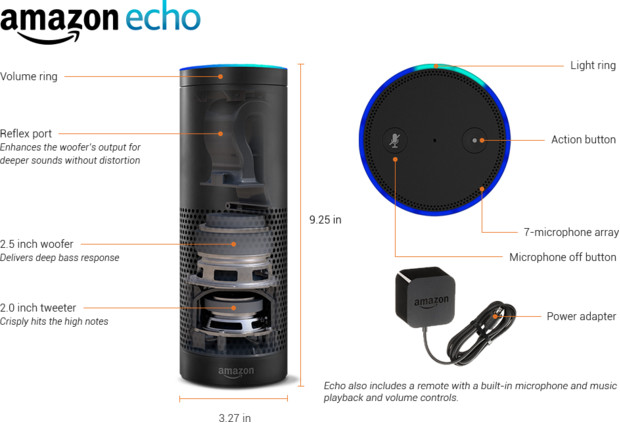 amazon echo
Volume ring
Reflex port
Enhances the woofer's output for
deeper sounds without distortion
2.5 inch woofer
Delivers deep bass response
2.0 inch tweeter
Crisply hits the high notes
amazon
9.25 in
3.27 in
Light ring
Action button
7-microphone array
Microphone off button
amazon
Power adapter
Echo also includes a remote with a built-in microphone and music
playback and volume controls.